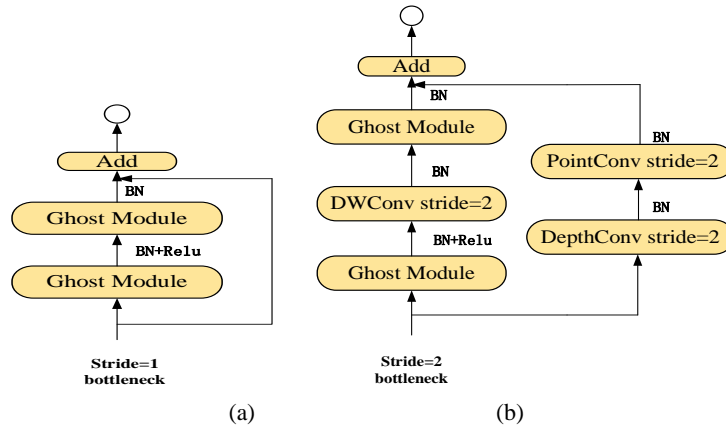 Add
BN
Ghost Module
BN+Relu
Ghost Module
Stride=1
bottleneck
(a)
Add
BN
Ghost Module
BN
DWConv stride=2
BN+Relu
Ghost Module
BN
PointConv stride=2
BN
DepthConv stride=2
Stride=2
bottleneck
(b)